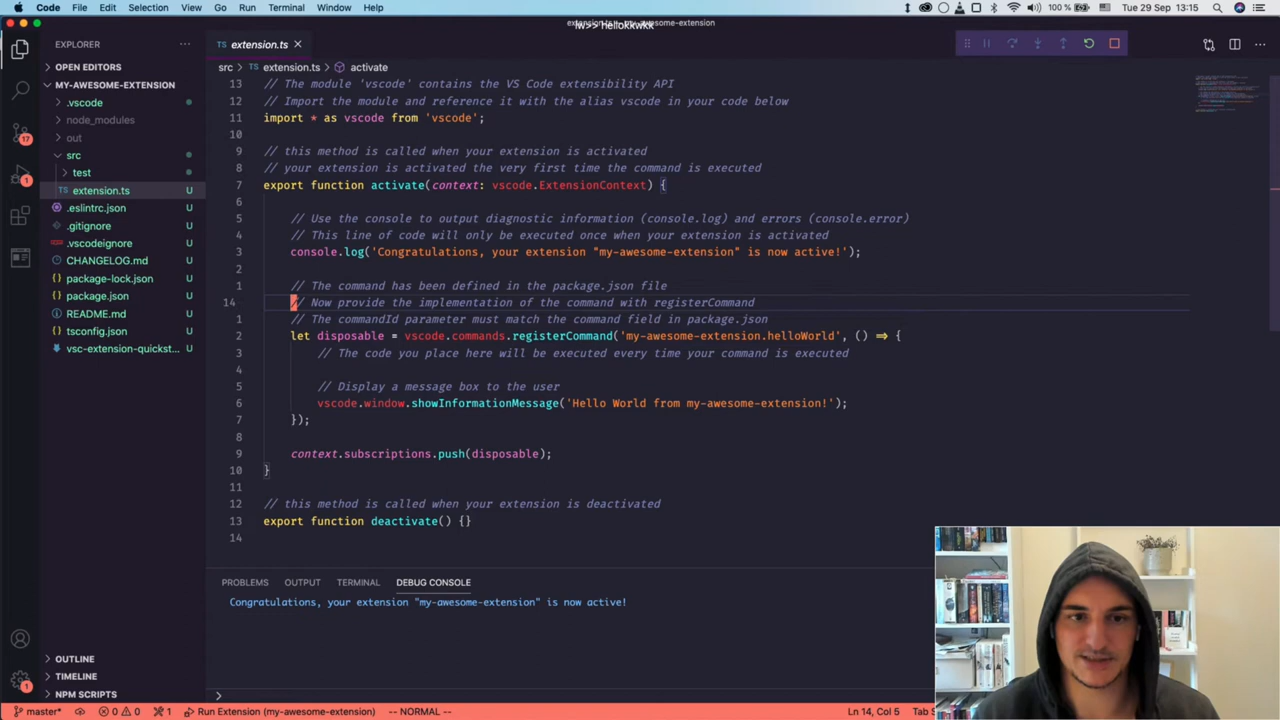 Code File Edit Selection View Go Run Terminal Window Help
100 % Tue 29 Sep 13:15
extension.ts — my-awesome-extension
EXPLORER
extension.ts
OPEN EDITORS
src > TS extension.ts > activate
MY-AWESOME-EXTENSION
.vscode
node_modules
out
src
test
TS extension.ts U
.eslintrc.json U
.gitignore U
.vscodeignore U
CHANGELOG.md U
package-lock.json U
package.json U
README.md U
tsconfig.json U
vsc-extension-quickst... U
OUTLINE
TIMELINE
NPM SCRIPTS
17
1
1
13 // The module 'vscode' contains the VS Code extensibility API
12 // Import the module and reference it with the alias vscode in your code below
11 import * as vscode from 'vscode';
10
9 // this method is called when your extension is activated
8 // your extension is activated the very first time the command is executed
7 export function activate(context: vscode.ExtensionContext) {
6
5 // Use the console to output diagnostic information (console.log) and errors (console.error)
4 // This line of code will only be executed once when your extension is activated
3 console.log('Congratulations, your extension "my-awesome-extension" is now active!');
2
1 // The command has been defined in the package.json file
14 // Now provide the implementation of the command with registerCommand
1 // The commandId parameter must match the command field in package.json
2 let disposable = vscode.commands.registerCommand('my-awesome-extension.helloWorld', () => {
3 // The code you place here will be executed every time your command is executed
4
5 // Display a message box to the user
6 vscode.window.showInformationMessage('Hello World from my-awesome-extension!');
7 });
8
9 context.subscriptions.push(disposable);
10 }
11
12 // this method is called when your extension is deactivated
13 export function deactivate() {}
14
PROBLEMS OUTPUT TERMINAL DEBUG CONSOLE
Congratulations, your extension "my-awesome-extension" is now active!
>
master* 0 0 1 Run Extension (my-awesome-extension) -- NORMAL -- Ln 14, Col 5 Tab S